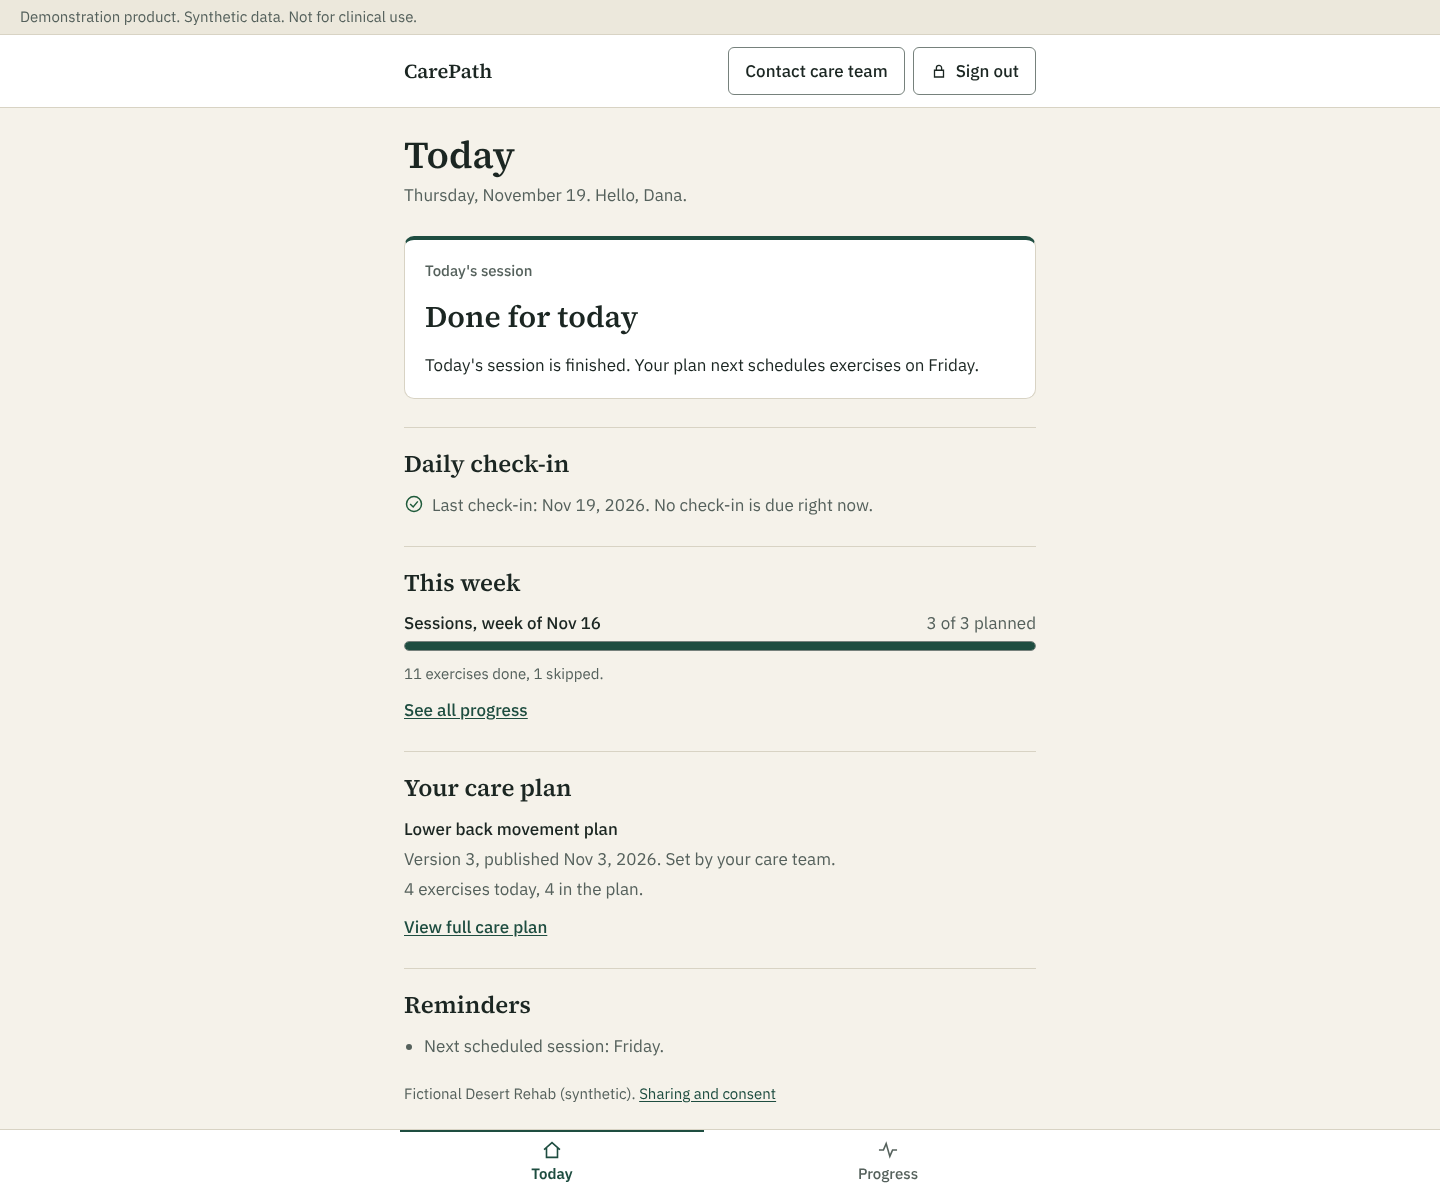 Demonstration product. Synthetic data. Not for clinical use.
CarePath
Contact care team
Sign out
Today
Thursday, November 19. Hello, Dana.
Today's session
Done for today
Today's session is finished. Your plan next schedules exercises on Friday.
Daily check-in
Last check-in: Nov 19, 2026. No check-in is due right now.
This week
Sessions, week of Nov 16
3 of 3 planned
11 exercises done, 1 skipped.
See all progress
Your care plan
Lower back movement plan
Version 3, published Nov 3, 2026. Set by your care team.
4 exercises today, 4 in the plan.
View full care plan
Reminders
Next scheduled session: Friday.
Fictional Desert Rehab (synthetic). Sharing and consent
Today
Progress